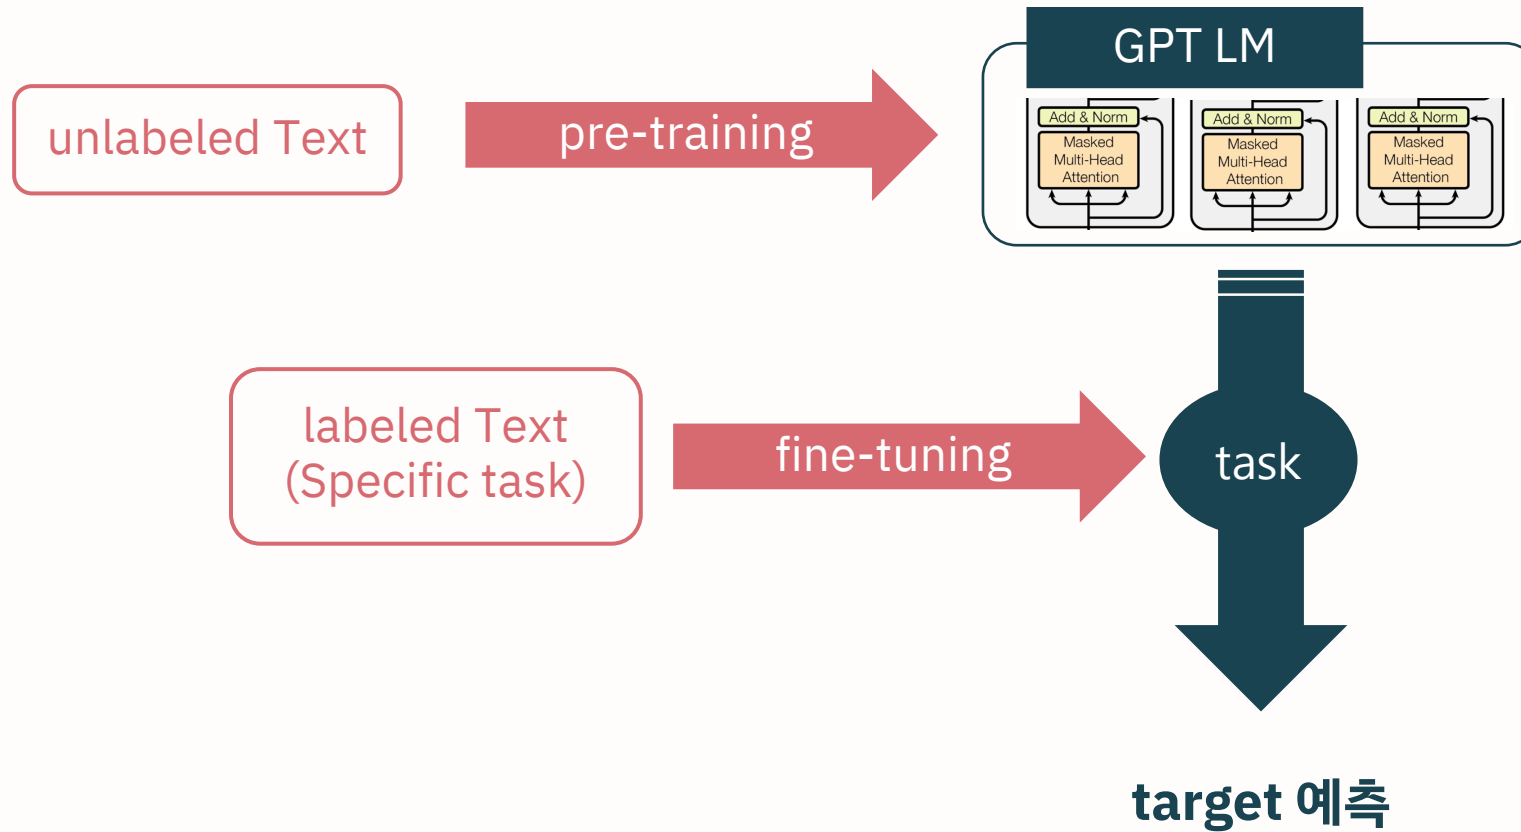 GPT LM
unlabeled Text
pre-training
Add & Norm
Masked
Multi-Head
Attention
Add & Norm
Masked
Multi-Head
Attention
Add & Norm
Masked
Multi-Head
Attention
labeled Text
(Specific task)
fine-tuning
task
target 예측